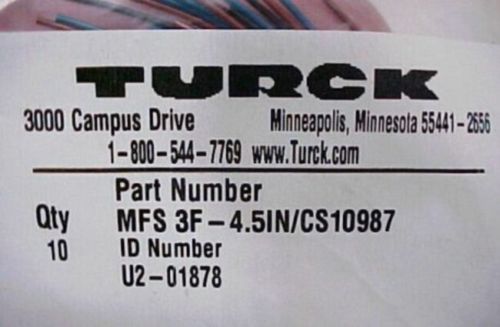 TURCK
3000 Campus Drive Minneapolis, Minnesota 55441-2656
1-800-544-7769 www.Turck.com
Part Number
Qty MFS 3F-4.5IN/CS10987
10 ID Number
U2-01878